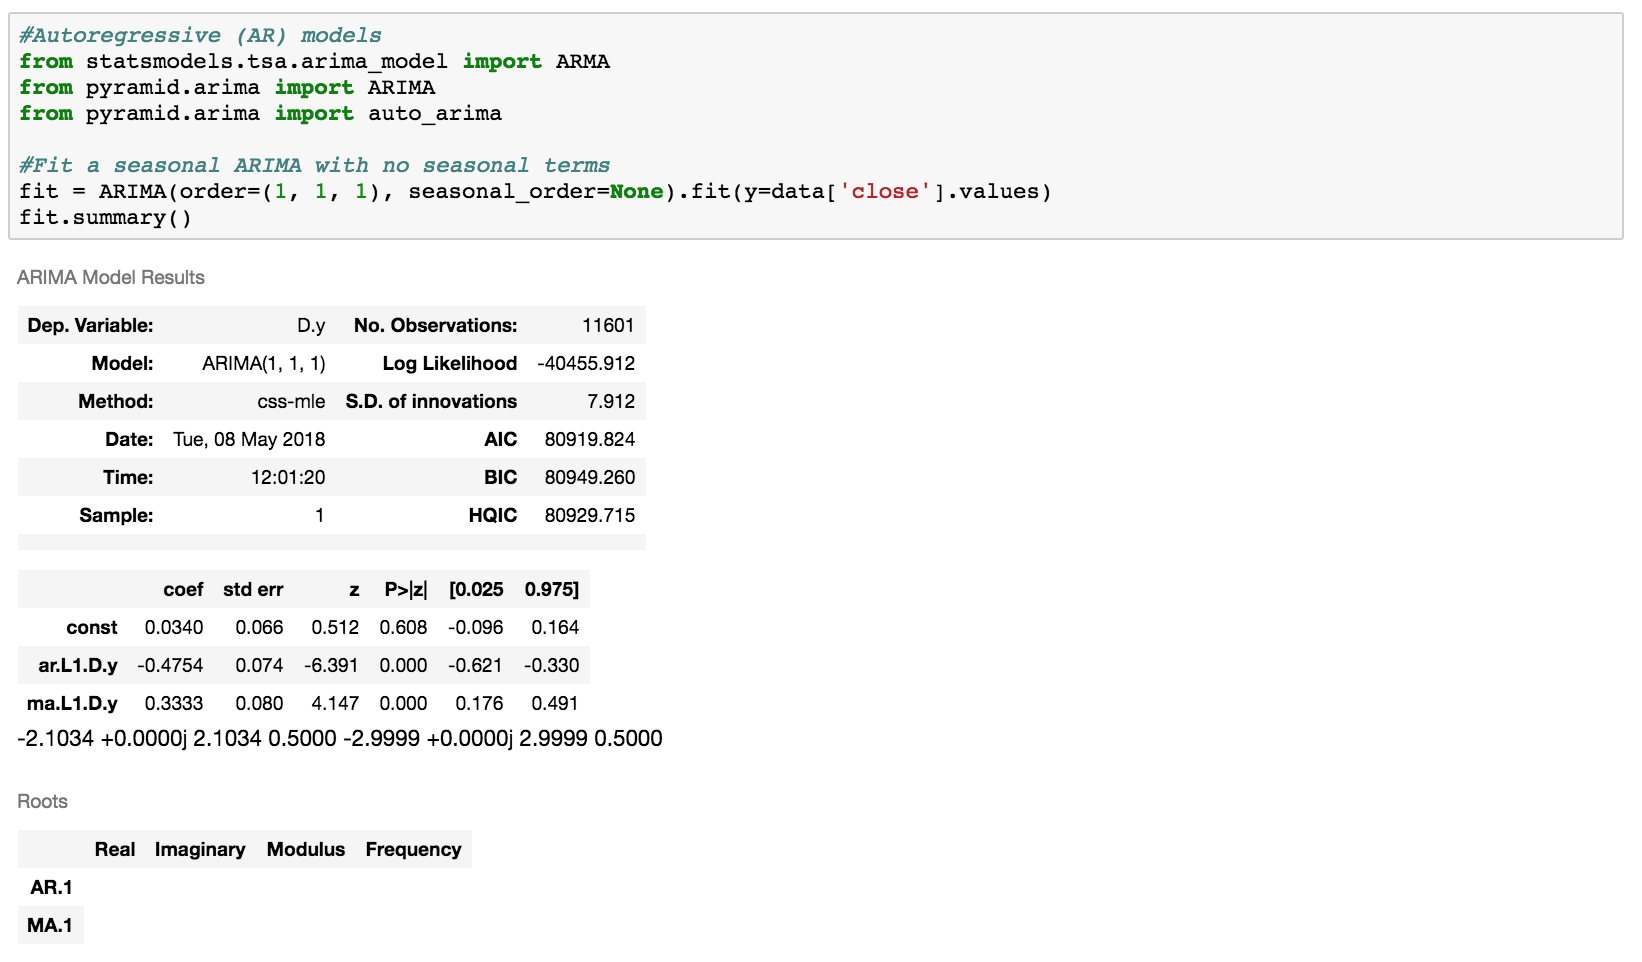 #Autoregressive (AR) models
from statsmodels.tsa.arima_model import ARMA
from pyramid.arima import ARIMA
from pyramid.arima import auto_arima
#Fit a seasonal ARIMA with no seasonal terms
fit = ARIMA(order=(1, 1, 1), seasonal_order=None).fit(y=data['close'].values)
fit.summary()
ARIMA Model Results
Dep. Variable: D.y No. Observations: 11601
Model: ARIMA(1, 1, 1) Log Likelihood -40455.912
Method: css-mle S.D. of innovations 7.912
Date: Tue, 08 May 2018 AIC 80919.824
Time: 12:01:20 BIC 80949.260
Sample: 1 HQIC 80929.715
coef std err z P>|z| [0.025 0.975]
const 0.0340 0.066 0.512 0.608 -0.096 0.164
ar.L1.D.y -0.4754 0.074 -6.391 0.000 -0.621 -0.330
ma.L1.D.y 0.3333 0.080 4.147 0.000 0.176 0.491
-2.1034 +0.0000j 2.1034 0.5000 -2.9999 +0.0000j 2.9999 0.5000
Roots
Real Imaginary Modulus Frequency
AR.1
MA.1